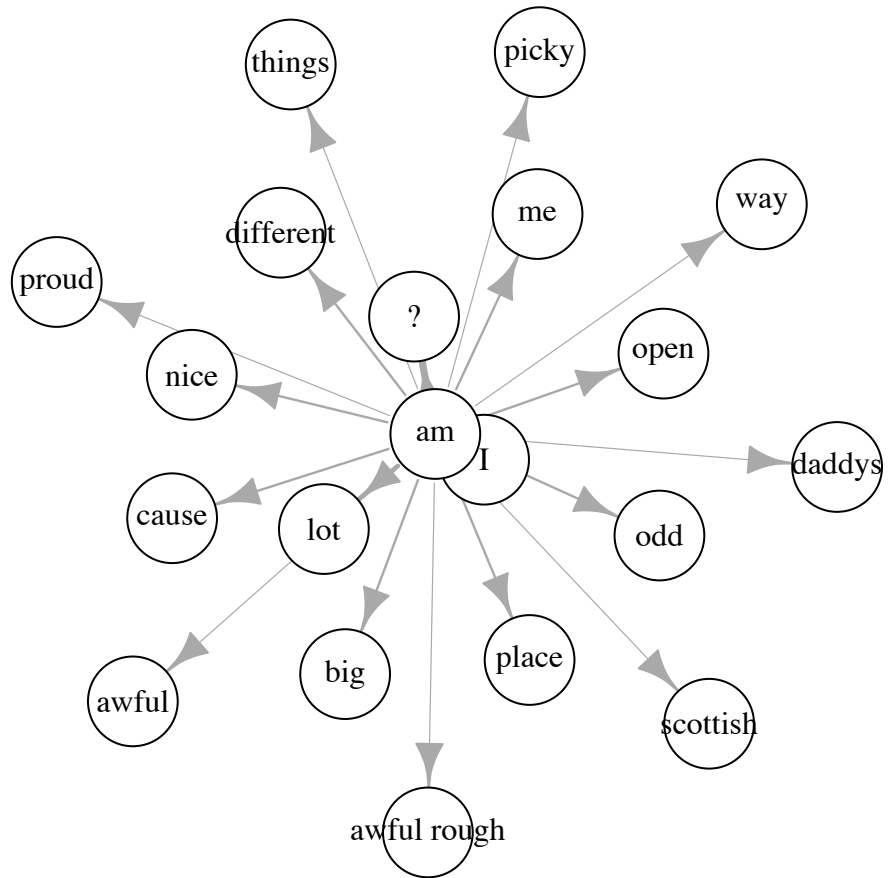 things
picky
way
me
different
proud
?
open
nice
am
I
daddys
cause
lot
odd
place
big
awful
scottish
awful rough